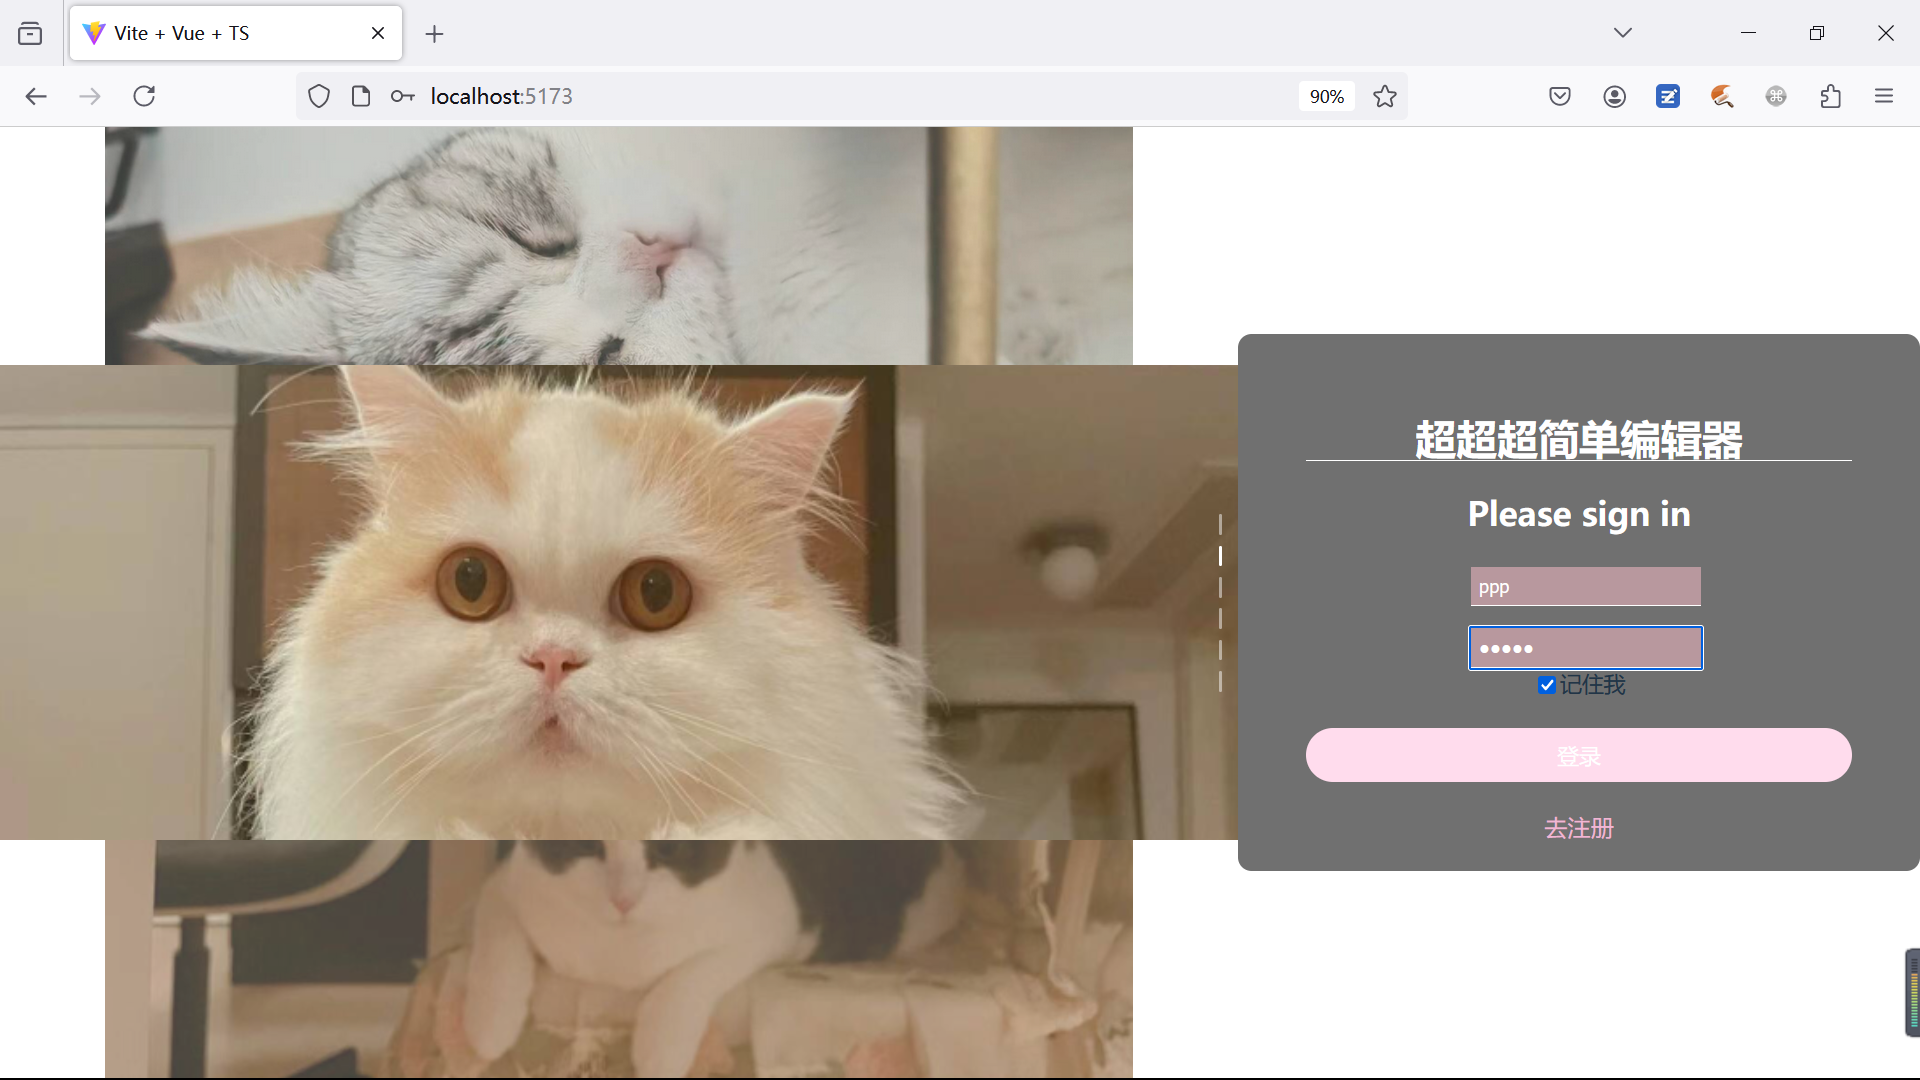 Vite + Vue + TS
localhost:5173
90%
超超超简单编辑器
Please sign in
ppp
•••••
记住我
登录
去注册